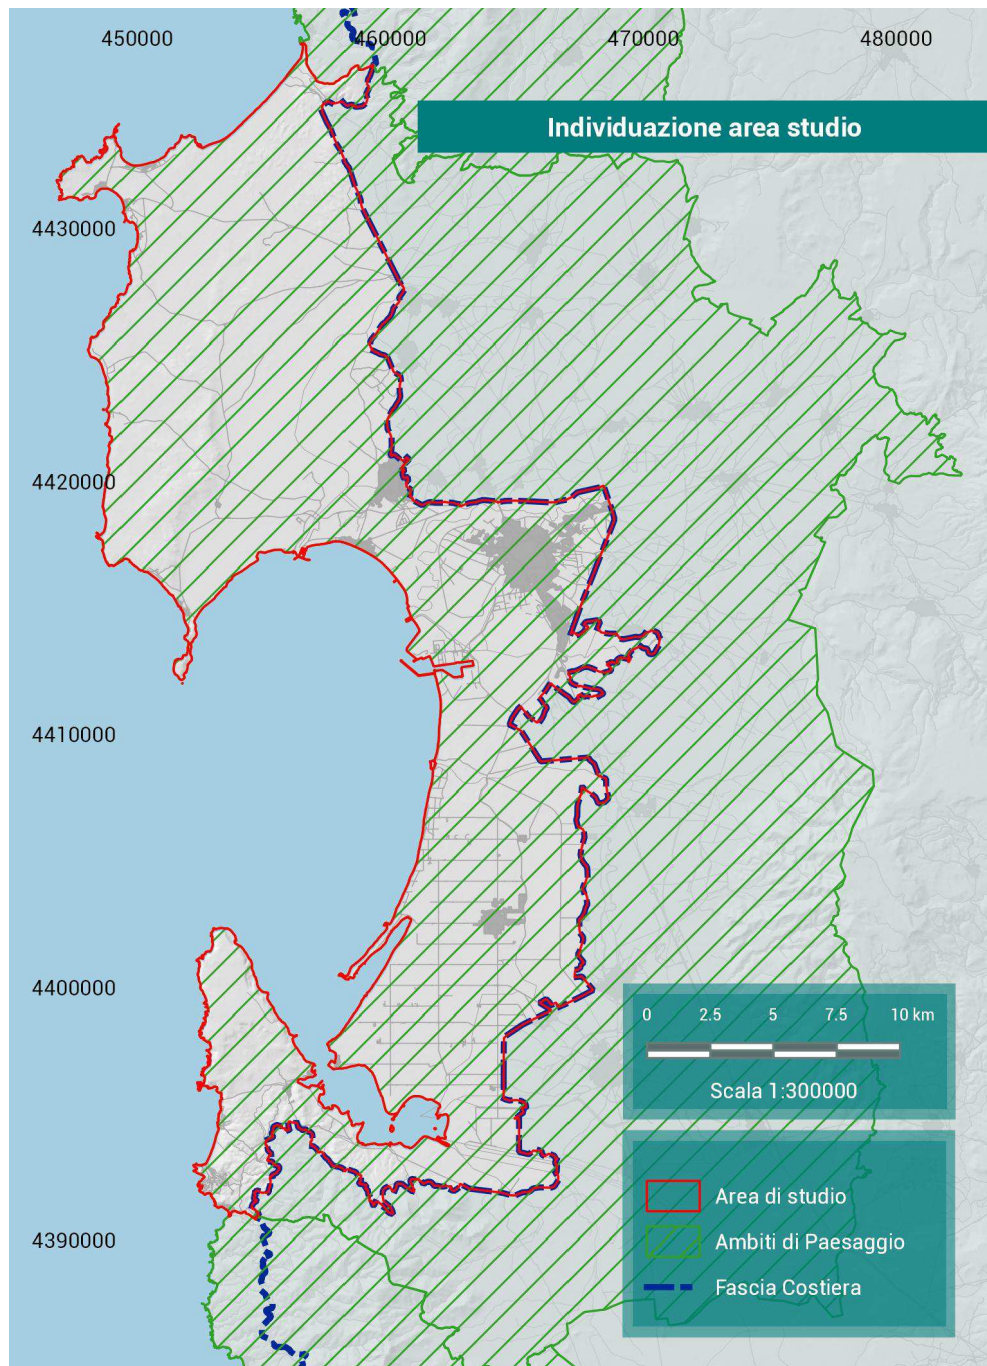 450000
460000
470000
480000
Individuazione area studio
4430000
4420000
4410000
4400000
0 2.5 5 7.5 10 km
Scala 1:300000
Area di studio
Ambiti di Paesaggio
4390000
Fascia Costiera